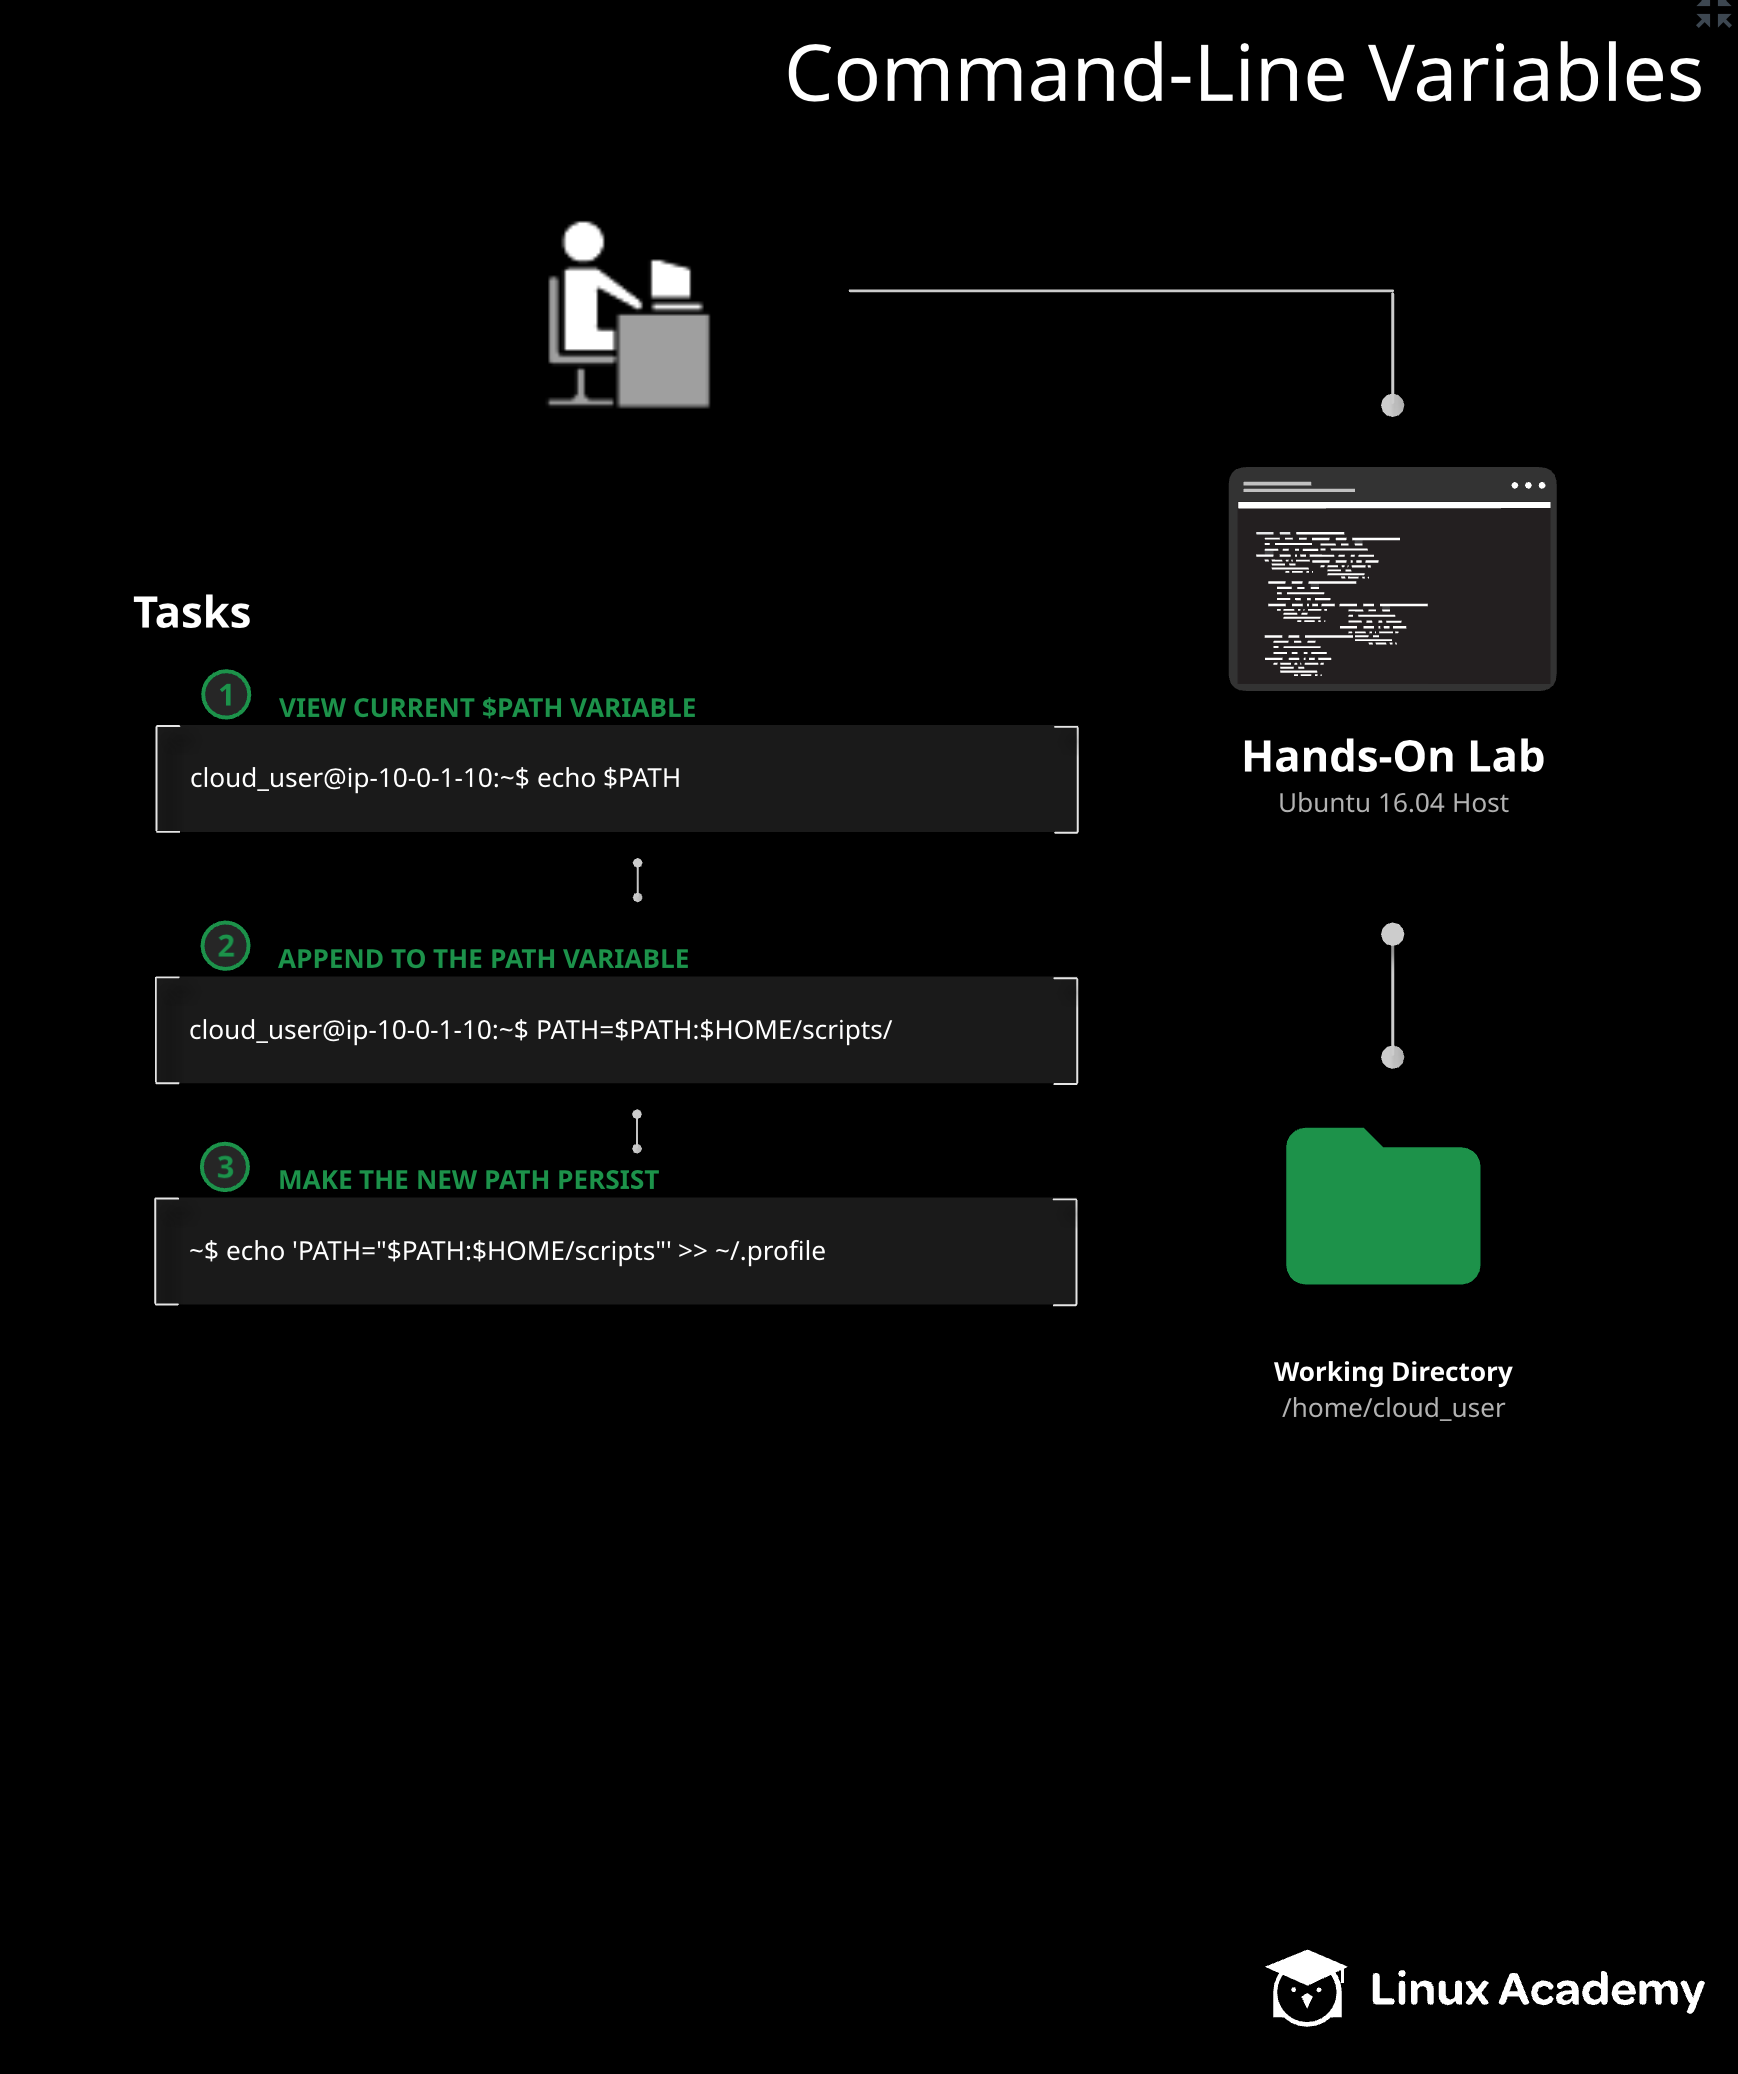 Command-Line Variables
Tasks
1
VIEW CURRENT $PATH VARIABLE
cloud_user@ip-10-0-1-10:~$ echo $PATH
2
APPEND TO THE PATH VARIABLE
cloud_user@ip-10-0-1-10:~$ PATH=$PATH:$HOME/scripts/
3
MAKE THE NEW PATH PERSIST
~$ echo 'PATH="$PATH:$HOME/scripts"' >> ~/.profile
Hands-On Lab
Ubuntu 16.04 Host
Working Directory
/home/cloud_user
Linux Academy